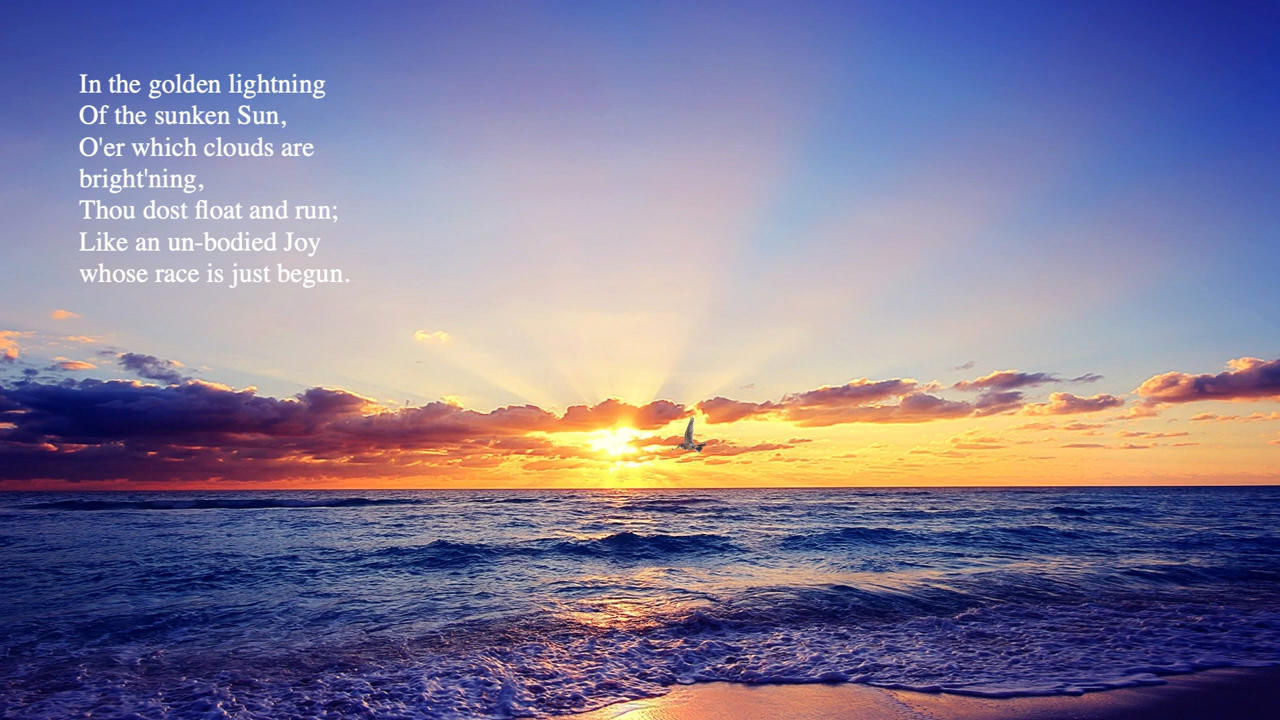 In the golden lightning
Of the sunken Sun,
O'er which clouds are
bright'ning,
Thou dost float and run;
Like an un-bodied Joy
whose race is just begun.